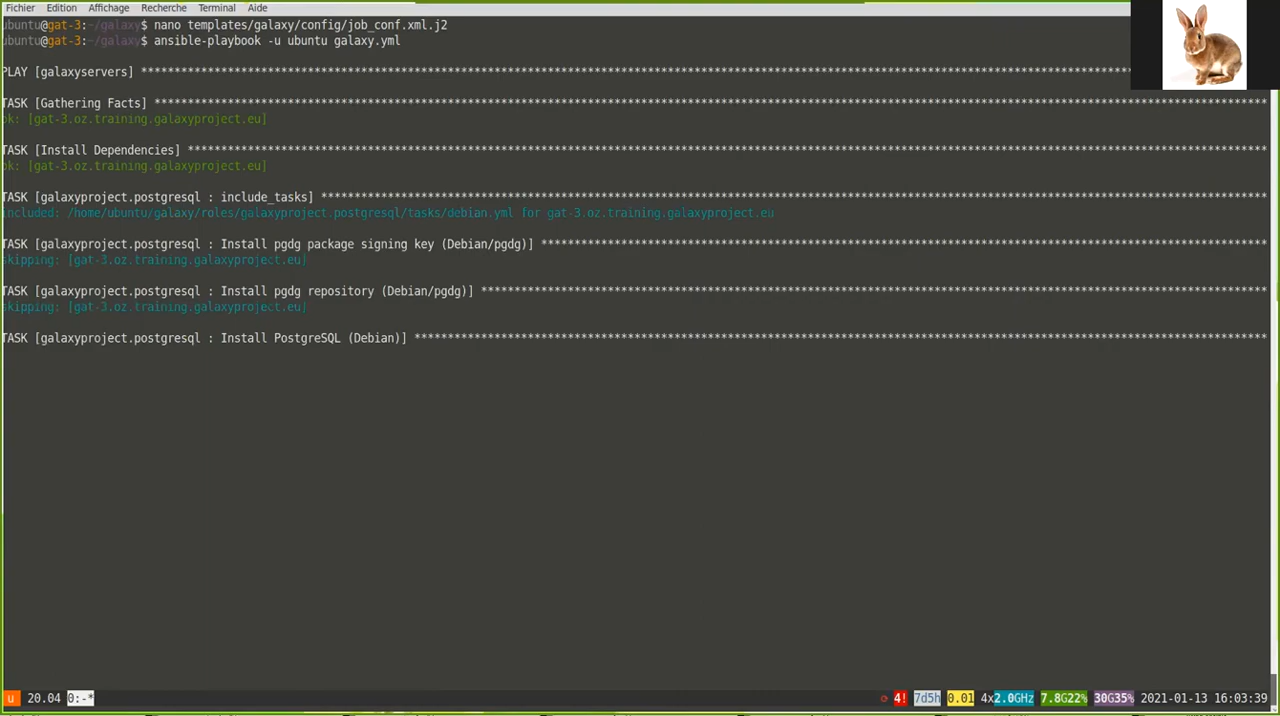 Fichier Edition Affichage Recherche Terminal Aide
ubuntu@gat-3:~/galaxy$ nano templates/galaxy/config/job_conf.xml.j2
ubuntu@gat-3:~/galaxy$ ansible-playbook -u ubuntu galaxy.yml
PLAY [galaxyservers] ****************************************************************************************************
TASK [Gathering Facts] ****************************************************************************************************
ok: [gat-3.oz.training.galaxyproject.eu]
TASK [Install Dependencies] ****************************************************************************************************
ok: [gat-3.oz.training.galaxyproject.eu]
TASK [galaxyproject.postgresql : include_tasks] ****************************************************************************************************
included: /home/ubuntu/galaxy/roles/galaxyproject.postgresql/tasks/debian.yml for gat-3.oz.training.galaxyproject.eu
TASK [galaxyproject.postgresql : Install pgdg package signing key (Debian/pgdg)] ****************************************************************************************
skipping: [gat-3.oz.training.galaxyproject.eu]
TASK [galaxyproject.postgresql : Install pgdg repository (Debian/pgdg)] ****************************************************************************************
skipping: [gat-3.oz.training.galaxyproject.eu]
TASK [galaxyproject.postgresql : Install PostgreSQL (Debian)] ****************************************************************************************************
u 20.04 0:-* 4! 7d5h 0.01 4x2.0GHz 7.8G22% 30G35% 2021-01-13 16:03:39